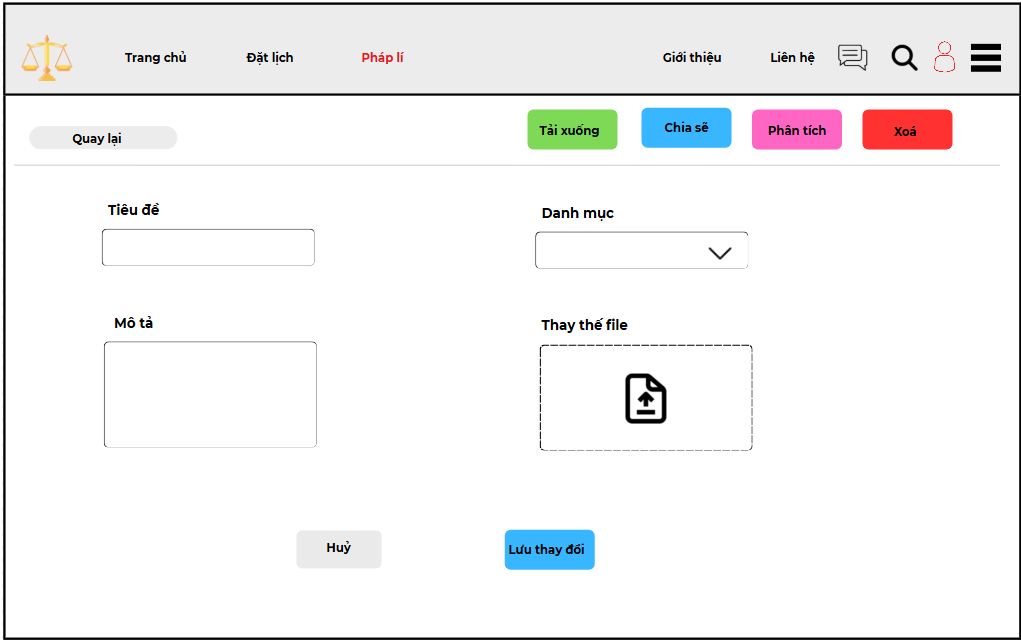 Trang chủ
Đặt lịch
Pháp lí
Giới thiệu
Liên hệ
Quay lại
Tải xuống
Chia sẽ
Phân tích
Xoá
Tiêu đề
Danh mục
Mô tả
Thay thế file
Huỷ
Lưu thay đổi